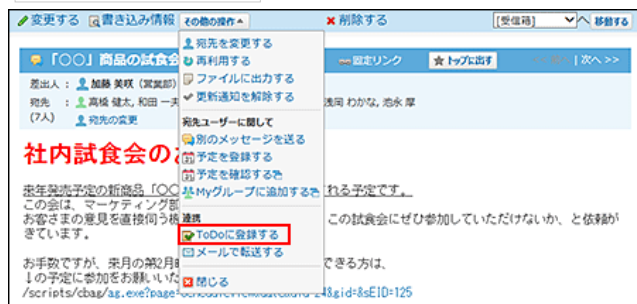 変更する 書き込み情報 その他の操作▲ ×削除する [受信箱] へ 移動する
「〇〇」商品の試食会 固定リンク ★トップに出す | 次へ >>
差出人 : 加藤 美咲 (営業部)
宛先 : 高橋 健太, 和田 一夫 浅岡 わかな, 池永 厚
(7人) 宛先の変更
宛先を変更する
再利用する
ファイルに出力する
更新通知を解除する
宛先ユーザーに関して
別のメッセージを送る
予定を登録する
予定を確認する
Myグループに追加する
連携
ToDoに登録する
メールで転送する
閉じる
社内試食会の
来年発売予定の新商品「〇〇 れる予定です。
この会は、マーケティング部
お客さまの意見を直接伺う機 この試食会にぜひ参加していただけないか、と依頼が
きています。
お手数ですが、来月の第2月曜 できる方は、
↓の予定に参加をお願いいた
/scripts/cbag/ag.exe?page= 24&gid=&sEID=125